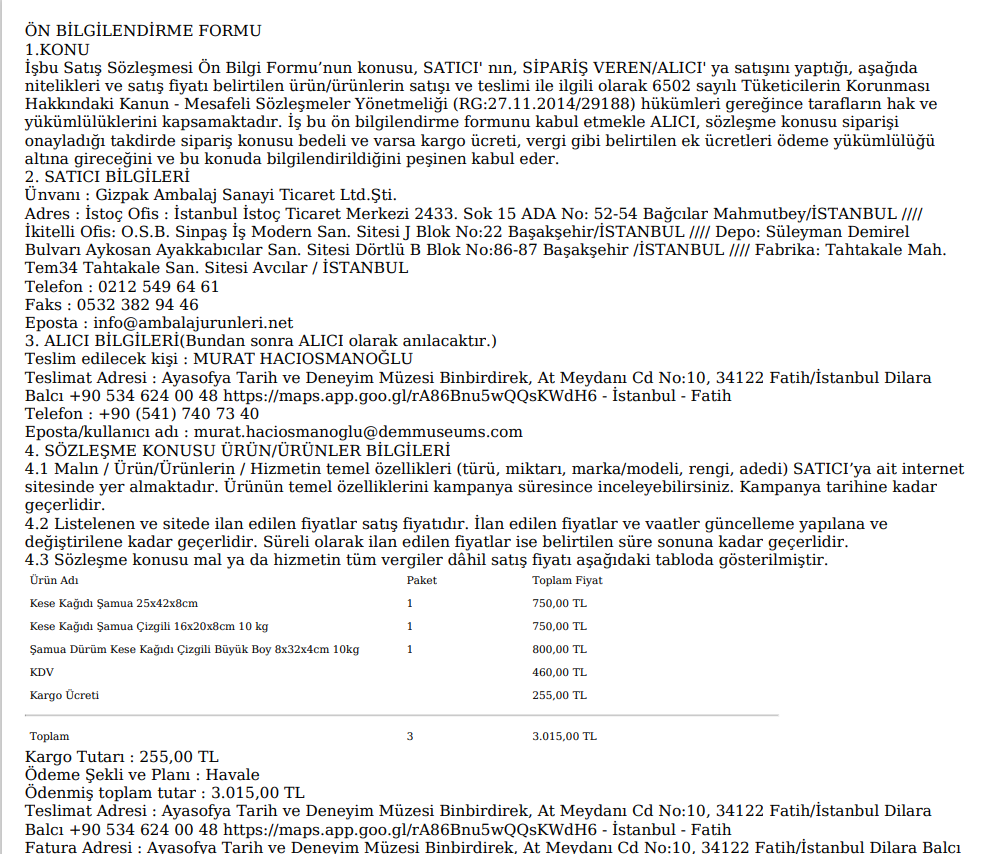 ÖN BİLGİLENDİRME FORMU
1.KONU
İşbu Satış Sözleşmesi Ön Bilgi Formu’nun konusu, SATICI' nın, SİPARİŞ VEREN/ALICI' ya satışını yaptığı, aşağıda
nitelikleri ve satış fiyatı belirtilen ürün/ürünlerin satışı ve teslimi ile ilgili olarak 6502 sayılı Tüketicilerin Korunması
Hakkındaki Kanun - Mesafeli Sözleşmeler Yönetmeliği (RG:27.11.2014/29188) hükümleri gereğince tarafların hak ve
yükümlülüklerini kapsamaktadır. İş bu ön bilgilendirme formunu kabul etmekle ALICI, sözleşme konusu siparişi
onayladığı takdirde sipariş konusu bedeli ve varsa kargo ücreti, vergi gibi belirtilen ek ücretleri ödeme yükümlülüğü
altına gireceğini ve bu konuda bilgilendirildiğini peşinen kabul eder.
2. SATICI BİLGİLERİ
Ünvanı : Gizpak Ambalaj Sanayi Ticaret Ltd.Şti.
Adres : İstoç Ofis : İstanbul İstoç Ticaret Merkezi 2433. Sok 15 ADA No: 52-54 Bağcılar Mahmutbey/İSTANBUL ////
İkitelli Ofis: O.S.B. Sinpaş İş Modern San. Sitesi J Blok No:22 Başakşehir/İSTANBUL //// Depo: Süleyman Demirel
Bulvarı Aykosan Ayakkabıcılar San. Sitesi Dörtlü B Blok No:86-87 Başakşehir /İSTANBUL //// Fabrika: Tahtakale Mah.
Tem34 Tahtakale San. Sitesi Avcılar / İSTANBUL
Telefon : 0212 549 64 61
Faks : 0532 382 94 46
Eposta : info@ambalajurunleri.net
3. ALICI BİLGİLERİ(Bundan sonra ALICI olarak anılacaktır.)
Teslim edilecek kişi : MURAT HACIOSMANOĞLU
Teslimat Adresi : Ayasofya Tarih ve Deneyim Müzesi Binbirdirek, At Meydanı Cd No:10, 34122 Fatih/İstanbul Dilara
Balcı +90 534 624 00 48 https://maps.app.goo.gl/rA86Bnu5wQQsKWdH6 - İstanbul - Fatih
Telefon : +90 (541) 740 73 40
Eposta/kullanıcı adı : murat.haciosmanoglu@demmuseums.com
4. SÖZLEŞME KONUSU ÜRÜN/ÜRÜNLER BİLGİLERİ
4.1 Malın / Ürün/Ürünlerin / Hizmetin temel özellikleri (türü, miktarı, marka/modeli, rengi, adedi) SATICI’ya ait internet
sitesinde yer almaktadır. Ürünün temel özelliklerini kampanya süresince inceleyebilirsiniz. Kampanya tarihine kadar
geçerlidir.
4.2 Listelenen ve sitede ilan edilen fiyatlar satış fiyatıdır. İlan edilen fiyatlar ve vaatler güncelleme yapılana ve
değiştirilene kadar geçerlidir. Süreli olarak ilan edilen fiyatlar ise belirtilen süre sonuna kadar geçerlidir.
4.3 Sözleşme konusu mal ya da hizmetin tüm vergiler dâhil satış fiyatı aşağıdaki tabloda gösterilmiştir.
Ürün Adı Paket Toplam Fiyat
Kese Kağıdı Şamua 25x42x8cm 1 750,00 TL
Kese Kağıdı Şamua Çizgili 16x20x8cm 10 kg 1 750,00 TL
Şamua Dürüm Kese Kağıdı Çizgili Büyük Boy 8x32x4cm 10kg 1 800,00 TL
KDV 460,00 TL
Kargo Ücreti 255,00 TL
Toplam 3 3.015,00 TL
Kargo Tutarı : 255,00 TL
Ödeme Şekli ve Planı : Havale
Ödenmiş toplam tutar : 3.015,00 TL
Teslimat Adresi : Ayasofya Tarih ve Deneyim Müzesi Binbirdirek, At Meydanı Cd No:10, 34122 Fatih/İstanbul Dilara
Balcı +90 534 624 00 48 https://maps.app.goo.gl/rA86Bnu5wQQsKWdH6 - İstanbul - Fatih
Fatura Adresi : Ayasofya Tarih ve Deneyim Müzesi Binbirdirek, At Meydanı Cd No:10, 34122 Fatih/İstanbul Dilara Balcı